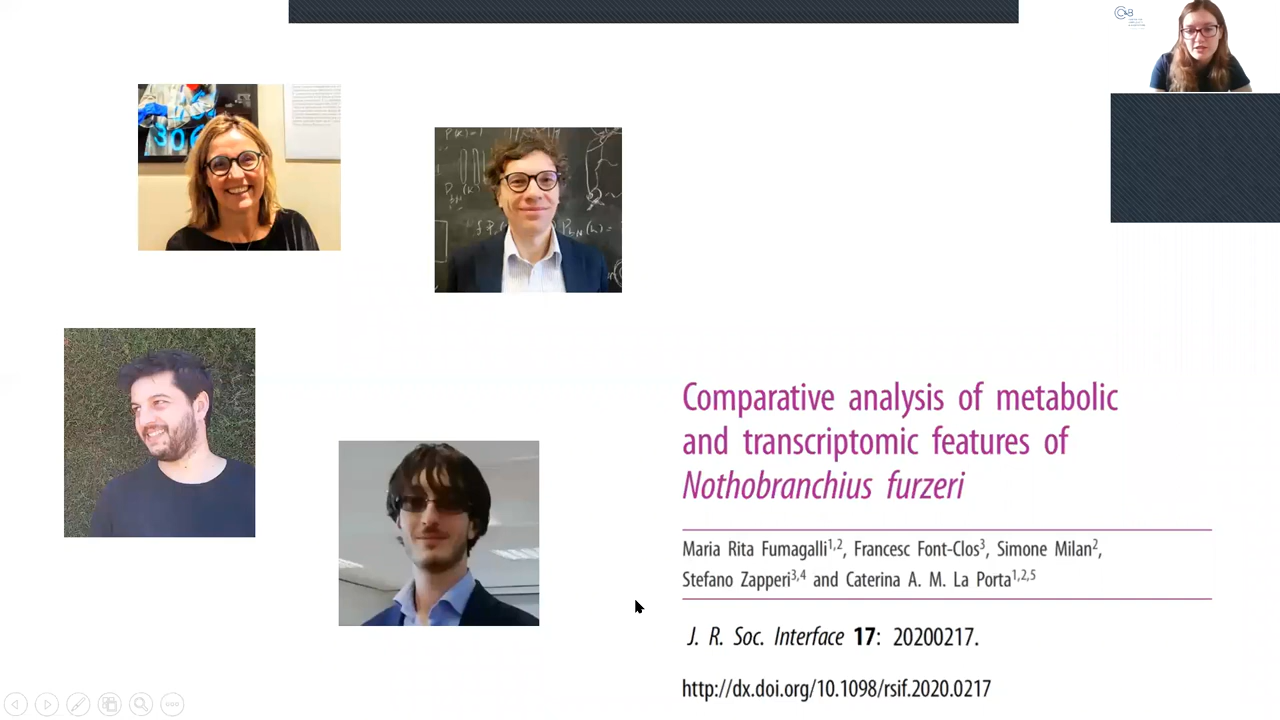 306
Comparative analysis of metabolic
and transcriptomic features of
Nothobranchius furzeri
Maria Rita Fumagalli1,2, Francesc Font-Clos3, Simone Milan2,
Stefano Zapperi3,4 and Caterina A. M. La Porta1,2,5
J. R. Soc. Interface 17: 20200217.
http://dx.doi.org/10.1098/rsif.2020.0217